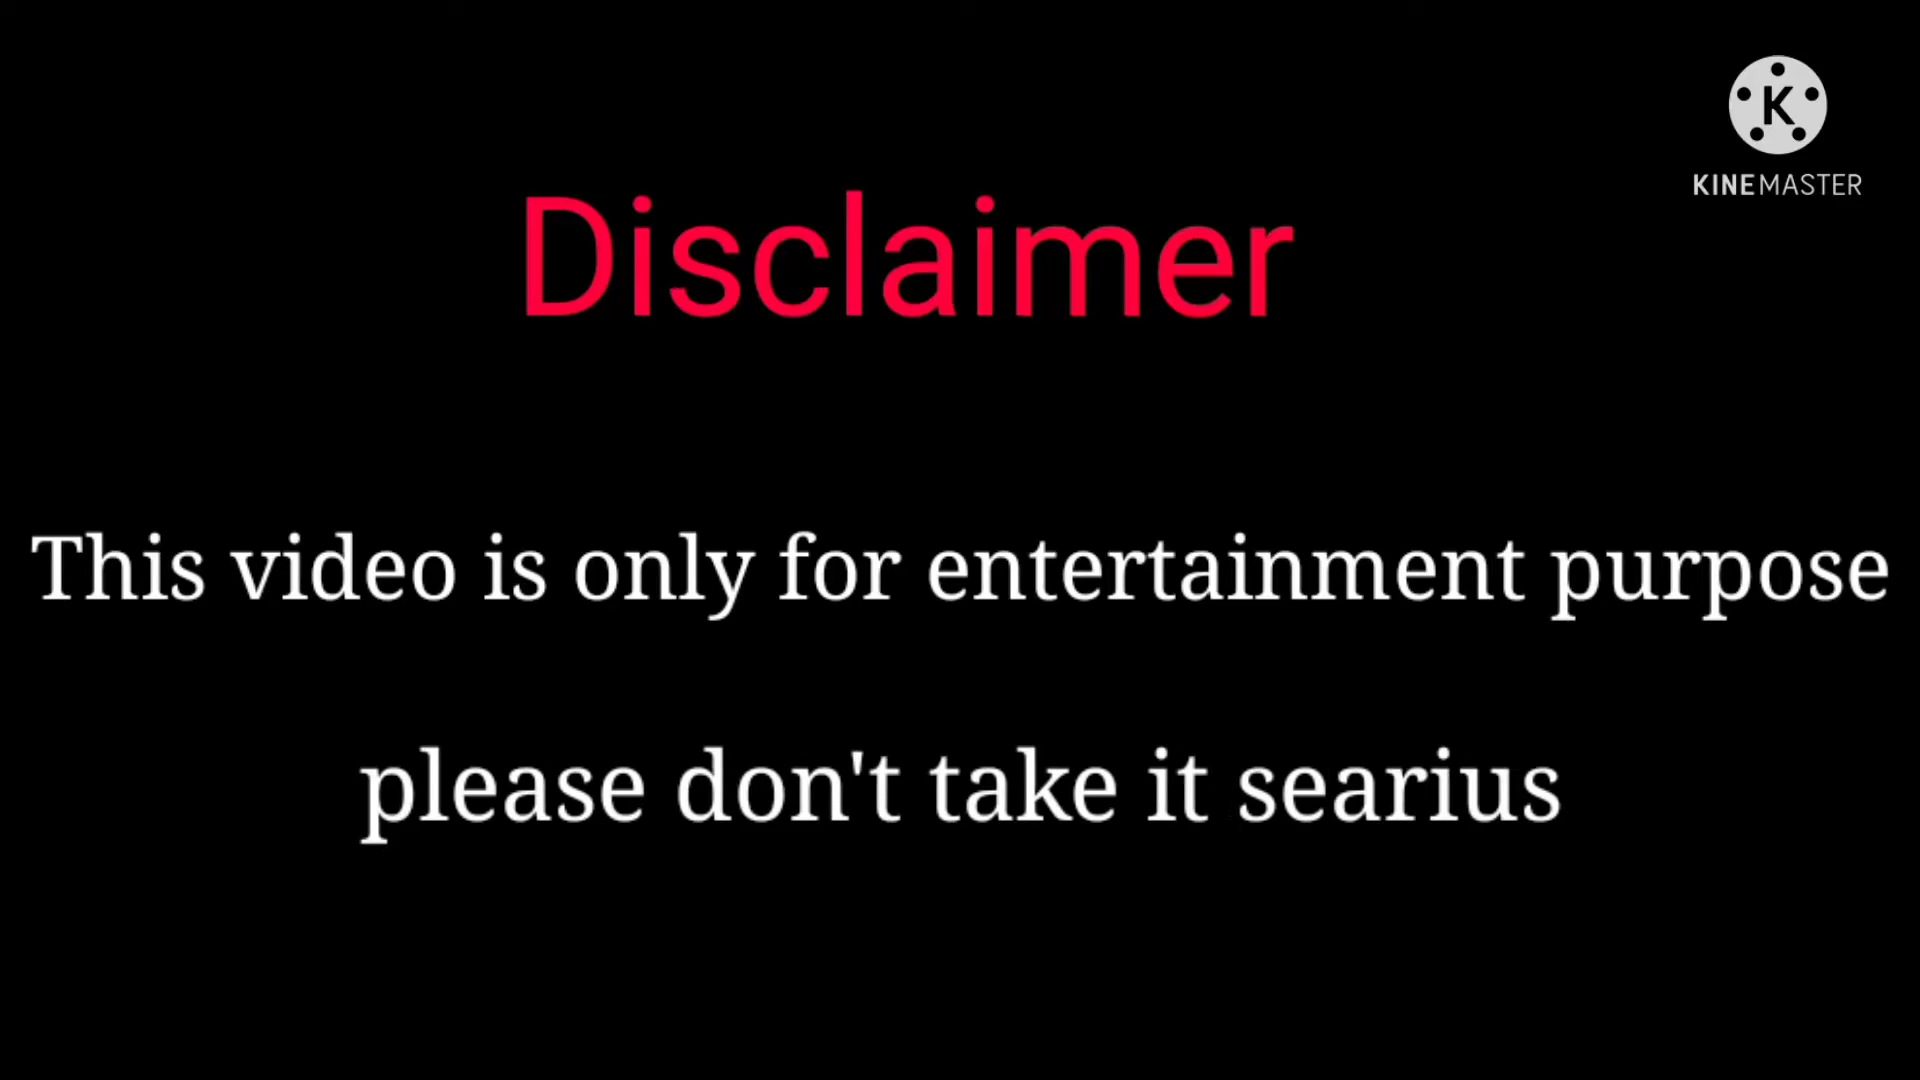 K
KINEMASTER
Disclaimer
This video is only for entertainment purpose
please don't take it searius